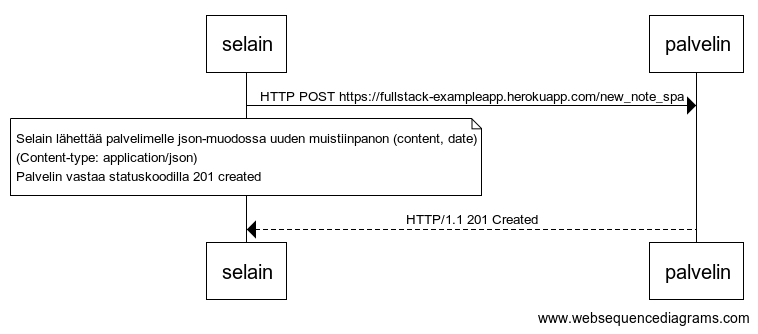 selain
palvelin
HTTP POST https://fullstack-exampleapp.herokuapp.com/new_note_spa
Selain lähettää palvelimelle json-muodossa uuden muistiinpanon (content, date)
(Content-type: application/json)
Palvelin vastaa statuskoodilla 201 created
HTTP/1.1 201 Created
selain
palvelin
www.websequencediagrams.com